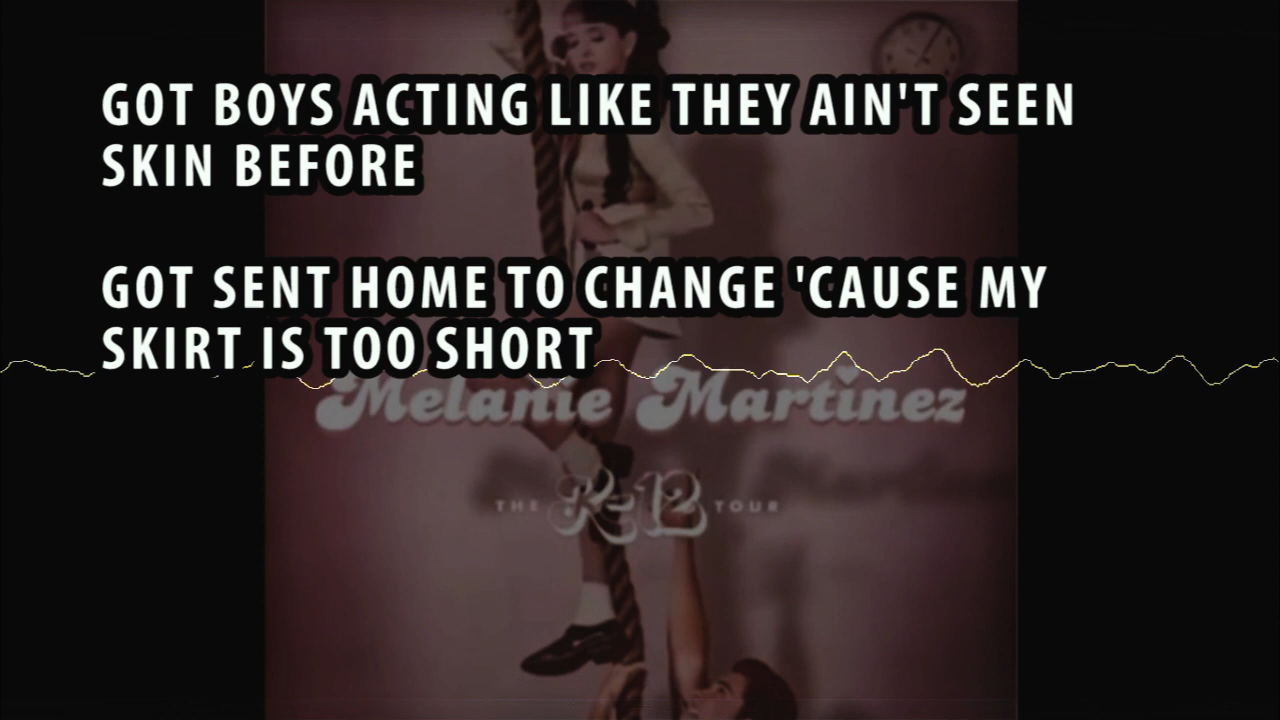 GOT BOYS ACTING LIKE THEY AIN'T SEEN
SKIN BEFORE
GOT SENT HOME TO CHANGE 'CAUSE MY
SKIRT IS TOO SHORT
Melanie Martinez
THE K-12 TOUR